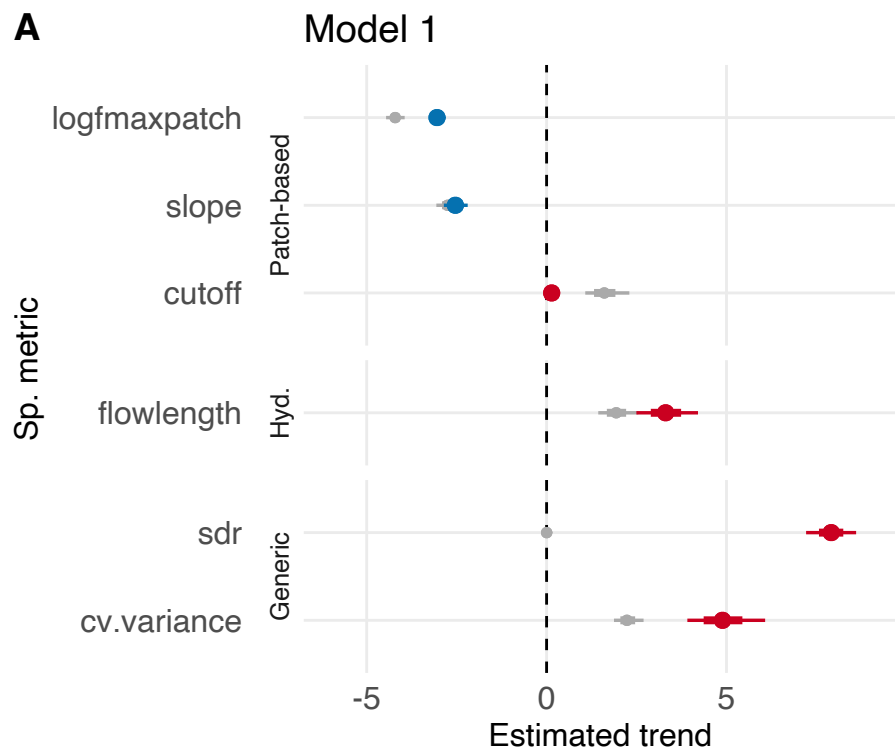 A
Model 1
Sp. metric
Patch-based
logfmaxpatch
slope
cutoff
Hyd.
flowlength
Generic
sdr
cv.variance
-5 0 5
Estimated trend